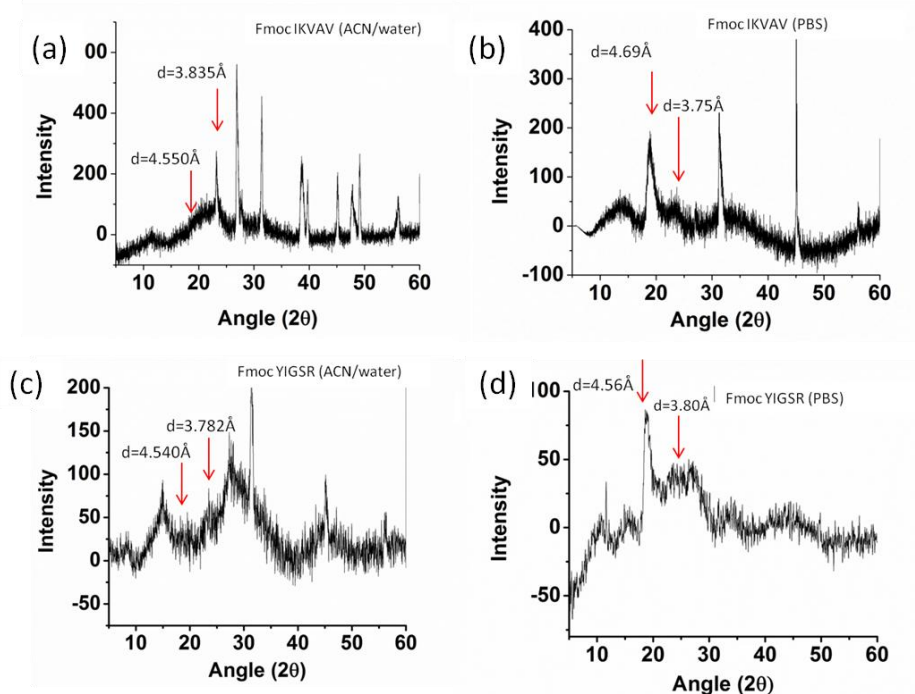 (a)
Fmoc IKVAV (ACN/water)
00
400
200
0
d=3.835Å
d=4.550Å
Intensity
10 20 30 40 50 60
Angle (2θ)
(b)
Fmoc IKVAV (PBS)
400
300
200
100
0
-100
d=4.69Å
d=3.75Å
Intensity
10 20 30 40 50 60
Angle (2θ)
(c)
Fmoc YIGSR (ACN/water)
200
150
100
50
0
-50
d=3.782Å
d=4.540Å
Intensity
10 20 30 40 50 60
Angle (2θ)
(d)
Fmoc YIGSR (PBS)
100
50
0
-50
d=4.56Å
d=3.80Å
Intensity
10 20 30 40 50 60
Angle (2θ)